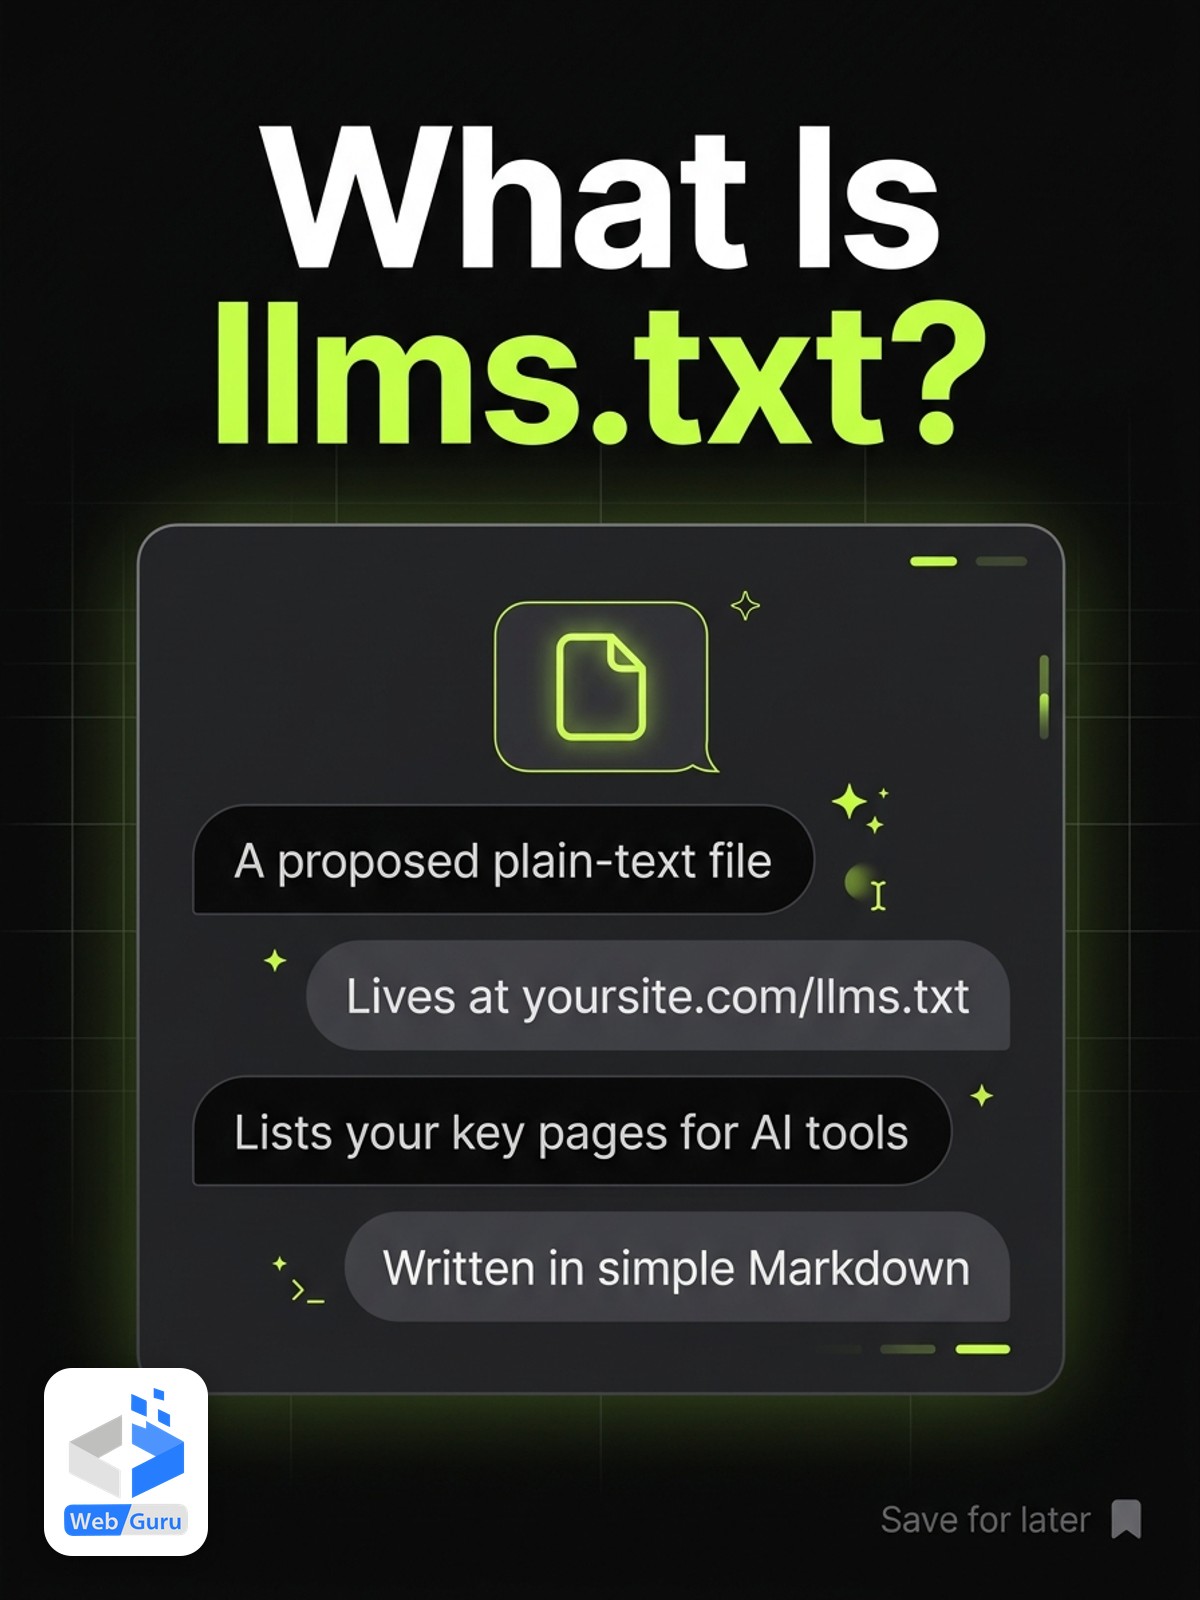 What Is
llms.txt?
A proposed plain-text file
Lives at yoursite.com/llms.txt
Lists your key pages for AI tools
Written in simple Markdown
>_
Web/Guru
Save for later